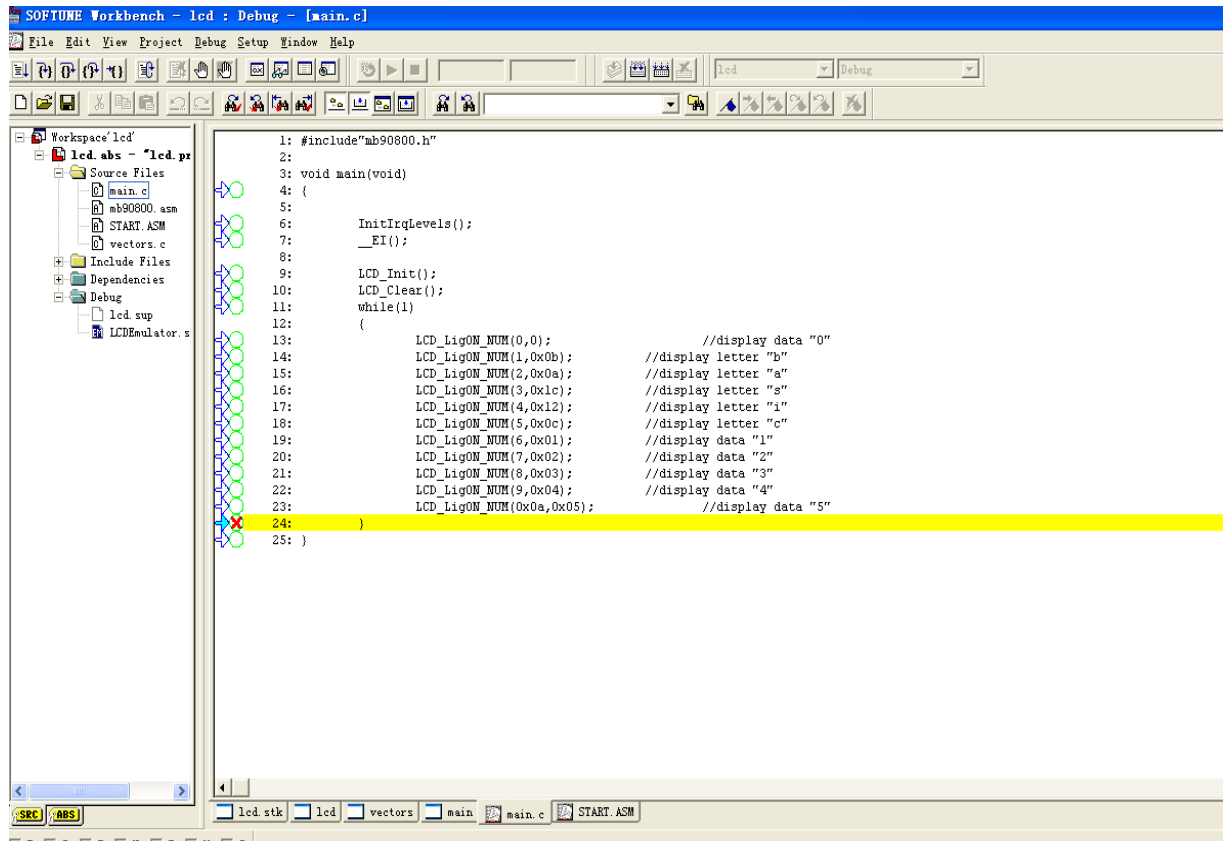 SOFTUNE Workbench - lcd : Debug - [main.c]
File Edit View Project Debug Setup Window Help
lcd Debug
Workspace'lcd'
lcd.abs - "lcd.pr
Source Files
main.c
mb90800.asm
START.ASM
vectors.c
Include Files
Dependencies
Debug
lcd.sup
LCDEmulator.s
1: #include"mb90800.h"
2:
3: void main(void)
4: {
5:
6: InitIrqLevels();
7: __EI();
8:
9: LCD_Init();
10: LCD_Clear();
11: while(1)
12: {
13: LCD_LigON_NUM(0,0); //display data "0"
14: LCD_LigON_NUM(1,0x0b); //display letter "b"
15: LCD_LigON_NUM(2,0x0a); //display letter "a"
16: LCD_LigON_NUM(3,0x1c); //display letter "s"
17: LCD_LigON_NUM(4,0x12); //display letter "i"
18: LCD_LigON_NUM(5,0x0c); //display letter "c"
19: LCD_LigON_NUM(6,0x01); //display data "1"
20: LCD_LigON_NUM(7,0x02); //display data "2"
21: LCD_LigON_NUM(8,0x03); //display data "3"
22: LCD_LigON_NUM(9,0x04); //display data "4"
23: LCD_LigON_NUM(0x0a,0x05); //display data "5"
24: }
25: }
SRC ABS
lcd.stk lcd vectors main main.c START.ASM